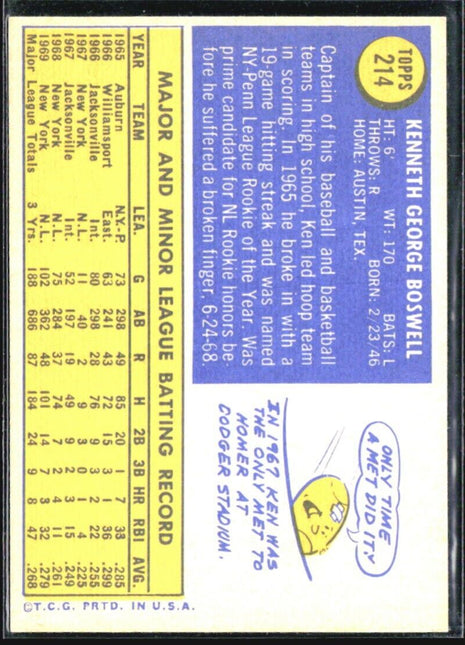 TOPPS
214
KENNETH GEORGE BOSWELL
HT: 6' WT: 170 BATS: L
THROWS: R BORN: 2/23/46
HOME: AUSTIN, TEX.
Captain of his baseball and basketball
teams in high school, Ken led hoop team
in scoring. In 1965 he broke in with a
19-game hitting streak and was named
NY-Penn League Rookie of the Year. Was
prime candidate for NL Rookie honors be-
fore he suffered a broken finger, 6-24-68.
ONLY TIME
A MET DID IT?
IN 1967 KEN WAS
THE ONLY MET TO
HOMER AT
DODGER STADIUM.
MAJOR AND MINOR LEAGUE BATTING RECORD
YEAR TEAM LEA. G AB R H 2B 3B HR RBI AVG.
1965 Auburn N.Y.-P. 73 298 49 85 20 1 7 38 .285
1966 Williamsport East. 63 241 43 72 15 3 1 36 .299
1966 Jacksonville Int. 80 298 28 76 9 3 2 22 .255
1967 Jacksonville Int. 52 197 19 49 9 2 3 15 .249
1967 New York N.L. 11 40 2 9 3 0 1 4 .225
1968 New York N.L. 75 284 37 74 7 2 4 11 .261
1969 New York N.L. 102 362 48 101 14 7 3 32 .279
Major League Totals 3 Yrs. 188 686 87 184 24 9 8 47 .268
©T.C.G. PRTD. IN U.S.A.